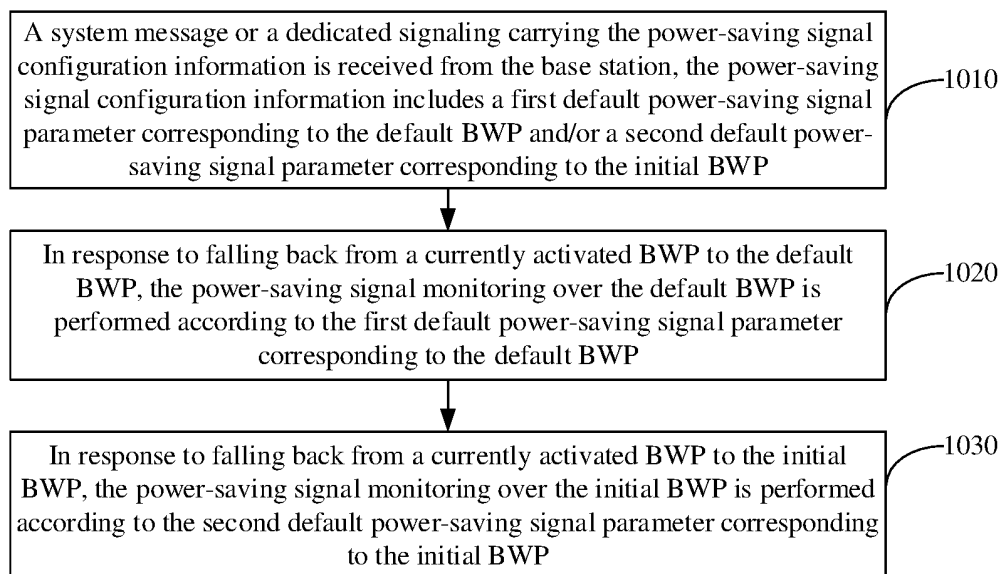 A system message or a dedicated signaling carrying the power-saving signal
configuration information is received from the base station, the power-saving
signal configuration information includes a first default power-saving signal
parameter corresponding to the default BWP and/or a second default power-
saving signal parameter corresponding to the initial BWP
1010
In response to falling back from a currently activated BWP to the default
BWP, the power-saving signal monitoring over the default BWP is
performed according to the first default power-saving signal parameter
corresponding to the default BWP
1020
In response to falling back from a currently activated BWP to the initial
BWP, the power-saving signal monitoring over the initial BWP is performed
according to the second default power-saving signal parameter corresponding
to the initial BWP
1030